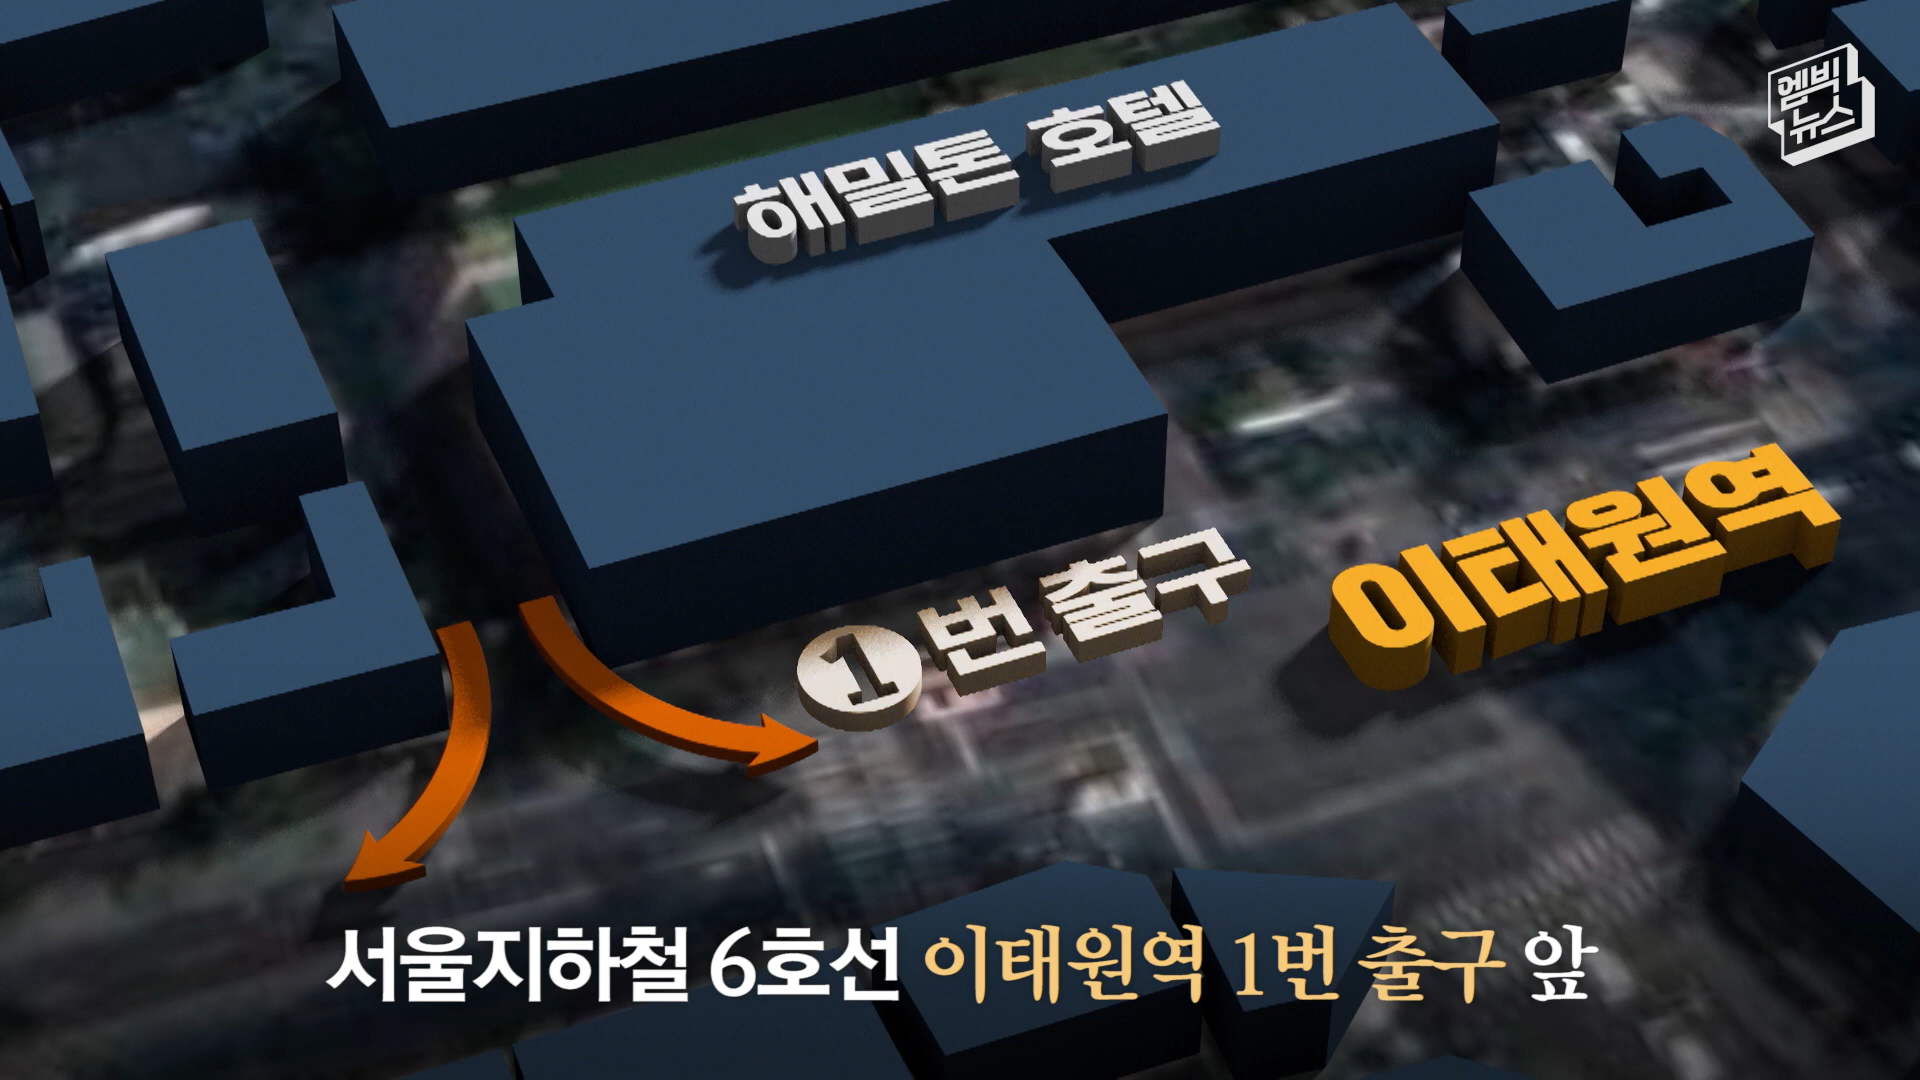 엠빅
뉴스
해밀톤 호텔
이태원역
1번 출구
서울지하철 6호선 이태원역 1번 출구 앞